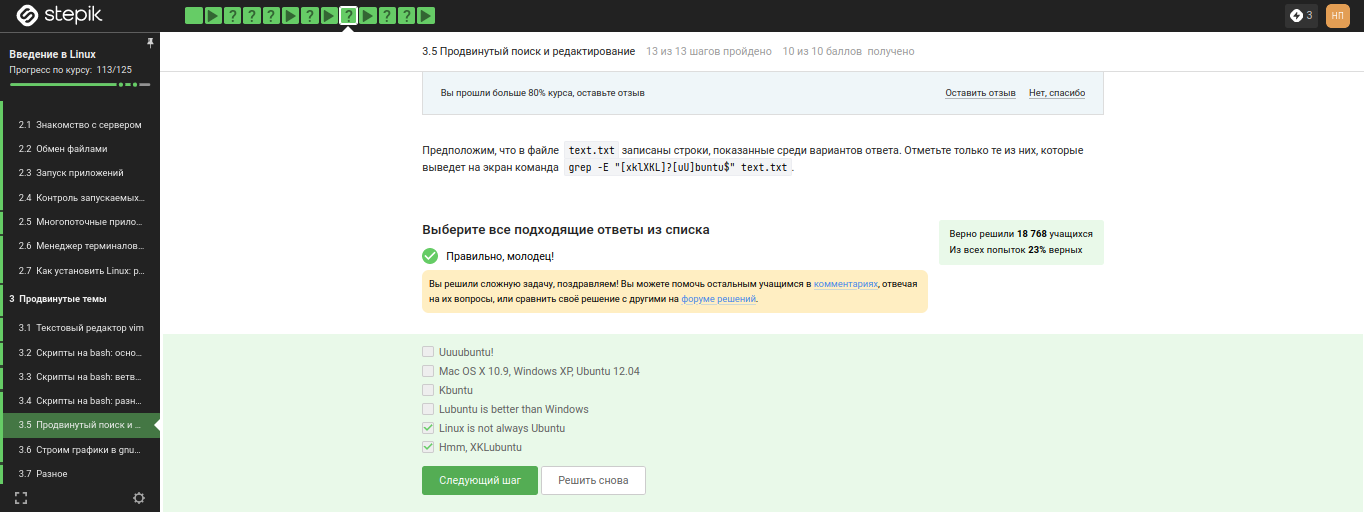 stepik
? ? ? ? ? ? ?
3
НП
Введение в Linux
Прогресс по курсу: 113/125
2.1 Знакомство с сервером
2.2 Обмен файлами
2.3 Запуск приложений
2.4 Контроль запускаемых...
2.5 Многопоточные прило...
2.6 Менеджер терминалов...
2.7 Как установить Linux: р...
3 Продвинутые темы
3.1 Текстовый редактор vim
3.2 Скрипты на bash: осно...
3.3 Скрипты на bash: ветв...
3.4 Скрипты на bash: разн...
3.5 Продвинутый поиск и ...
3.6 Строим графики в gnu...
3.7 Разное
3.5 Продвинутый поиск и редактирование 13 из 13 шагов пройдено 10 из 10 баллов получено
Вы прошли больше 80% курса, оставьте отзыв Оставить отзыв Нет, спасибо
Предположим, что в файле text.txt записаны строки, показанные среди вариантов ответа. Отметьте только те из них, которые
выведет на экран команда grep -E "[xklXKL]?[uU]buntu$" text.txt.
Выберите все подходящие ответы из списка
Верно решили 18 768 учащихся
Из всех попыток 23% верных
Правильно, молодец!
Вы решили сложную задачу, поздравляем! Вы можете помочь остальным учащимся в комментариях, отвечая
на их вопросы, или сравнить своё решение с другими на форуме решений.
Uuuubuntu!
Mac OS X 10.9, Windows XP, Ubuntu 12.04
Kbuntu
Lubuntu is better than Windows
Linux is not always Ubuntu
Hmm, XKLubuntu
Следующий шаг Решить снова